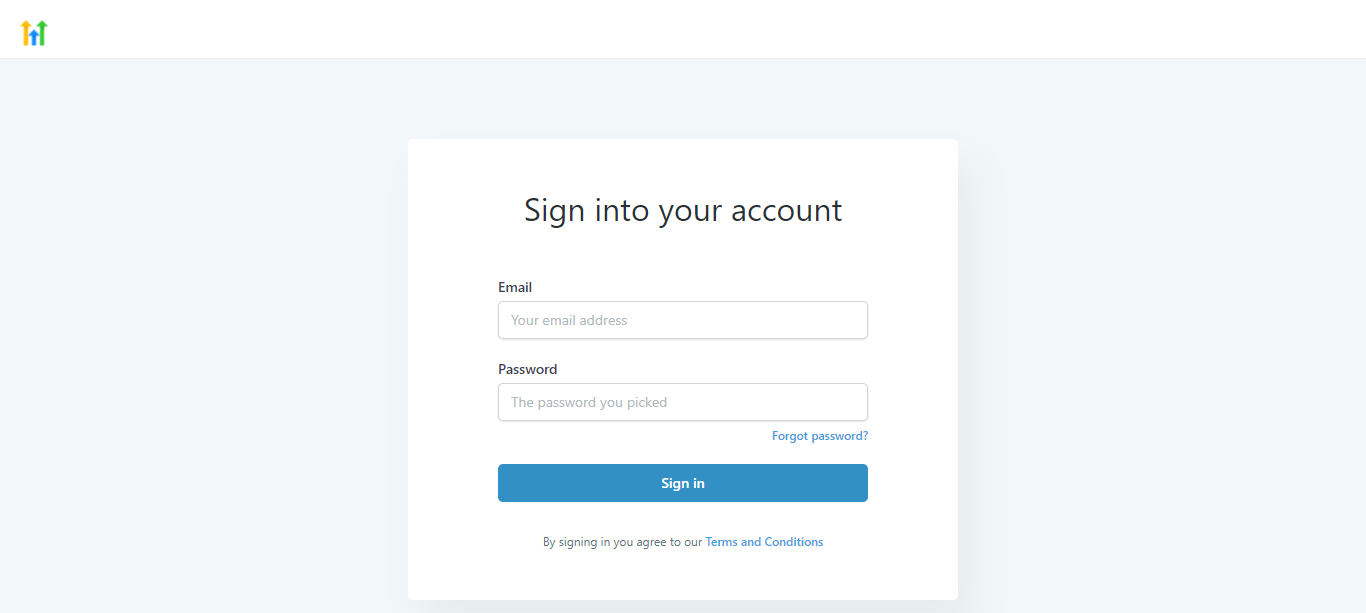 Sign into your account
Email
Your email address
Password
The password you picked
Forgot password?
Sign in
By signing in you agree to our Terms and Conditions